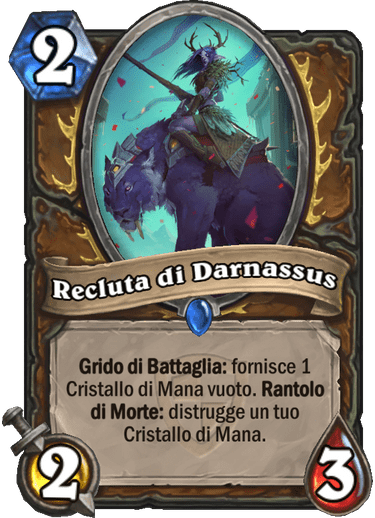 2
Recluta di Darnassus
Grido di Battaglia: fornisce 1
Cristallo di Mana vuoto. Rantolo
di Morte: distrugge un tuo
Cristallo di Mana.
2
3